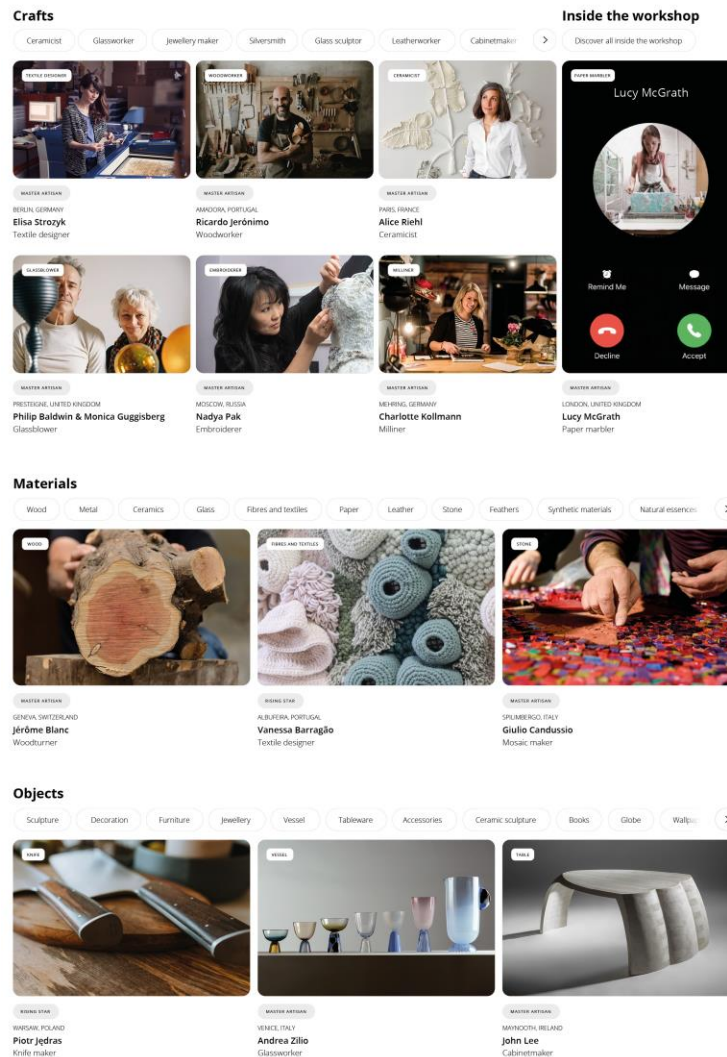 Crafts
Ceramicist
Glassworker
Jewellery maker
Silversmith
Glass sculptor
Leatherworker
Cabinetmaker
TEXTILE DESIGNER
MASTER ARTISAN
BERLIN, GERMANY
Elisa Strozyk
Textile designer
WOODWORKER
MASTER ARTISAN
AMADORA, PORTUGAL
Ricardo Jerónimo
Woodworker
CERAMICIST
MASTER ARTISAN
PARIS, FRANCE
Alice Riehl
Ceramicist
GLASSBLOWER
MASTER ARTISAN
PRESTEIGNE, UNITED KINGDOM
Philip Baldwin & Monica Guggisberg
Glassblower
EMBROIDERER
MASTER ARTISAN
MOSCOW, RUSSIA
Nadya Pak
Embroiderer
MILLINER
MASTER ARTISAN
MEHRING, GERMANY
Charlotte Kollmann
Milliner
Inside the workshop
Discover all inside the workshop
PAPER MARBLER
Lucy McGrath
Remind Me
Message
Decline
Accept
MASTER ARTISAN
LONDON, UNITED KINGDOM
Lucy McGrath
Paper marbler
Materials
Wood
Metal
Ceramics
Glass
Fibres and textiles
Paper
Leather
Stone
Feathers
Synthetic materials
Natural essences
WOOD
MASTER ARTISAN
GENEVA, SWITZERLAND
Jérôme Blanc
Woodturner
FIBRES AND TEXTILES
RISING STAR
ALBUFEIRA, PORTUGAL
Vanessa Barragão
Textile designer
STONE
MASTER ARTISAN
SPILIMBERGO, ITALY
Giulio Candussio
Mosaic maker
Objects
Sculpture
Decoration
Furniture
Jewellery
Vessel
Tableware
Accessories
Ceramic sculpture
Books
Globe
Wallpa
KNIFE
RISING STAR
WARSAW, POLAND
Piotr Jędras
Knife maker
VESSEL
MASTER ARTISAN
VENICE, ITALY
Andrea Zilio
Glassworker
TABLE
MASTER ARTISAN
MAYNOOTH, IRELAND
John Lee
Cabinetmaker